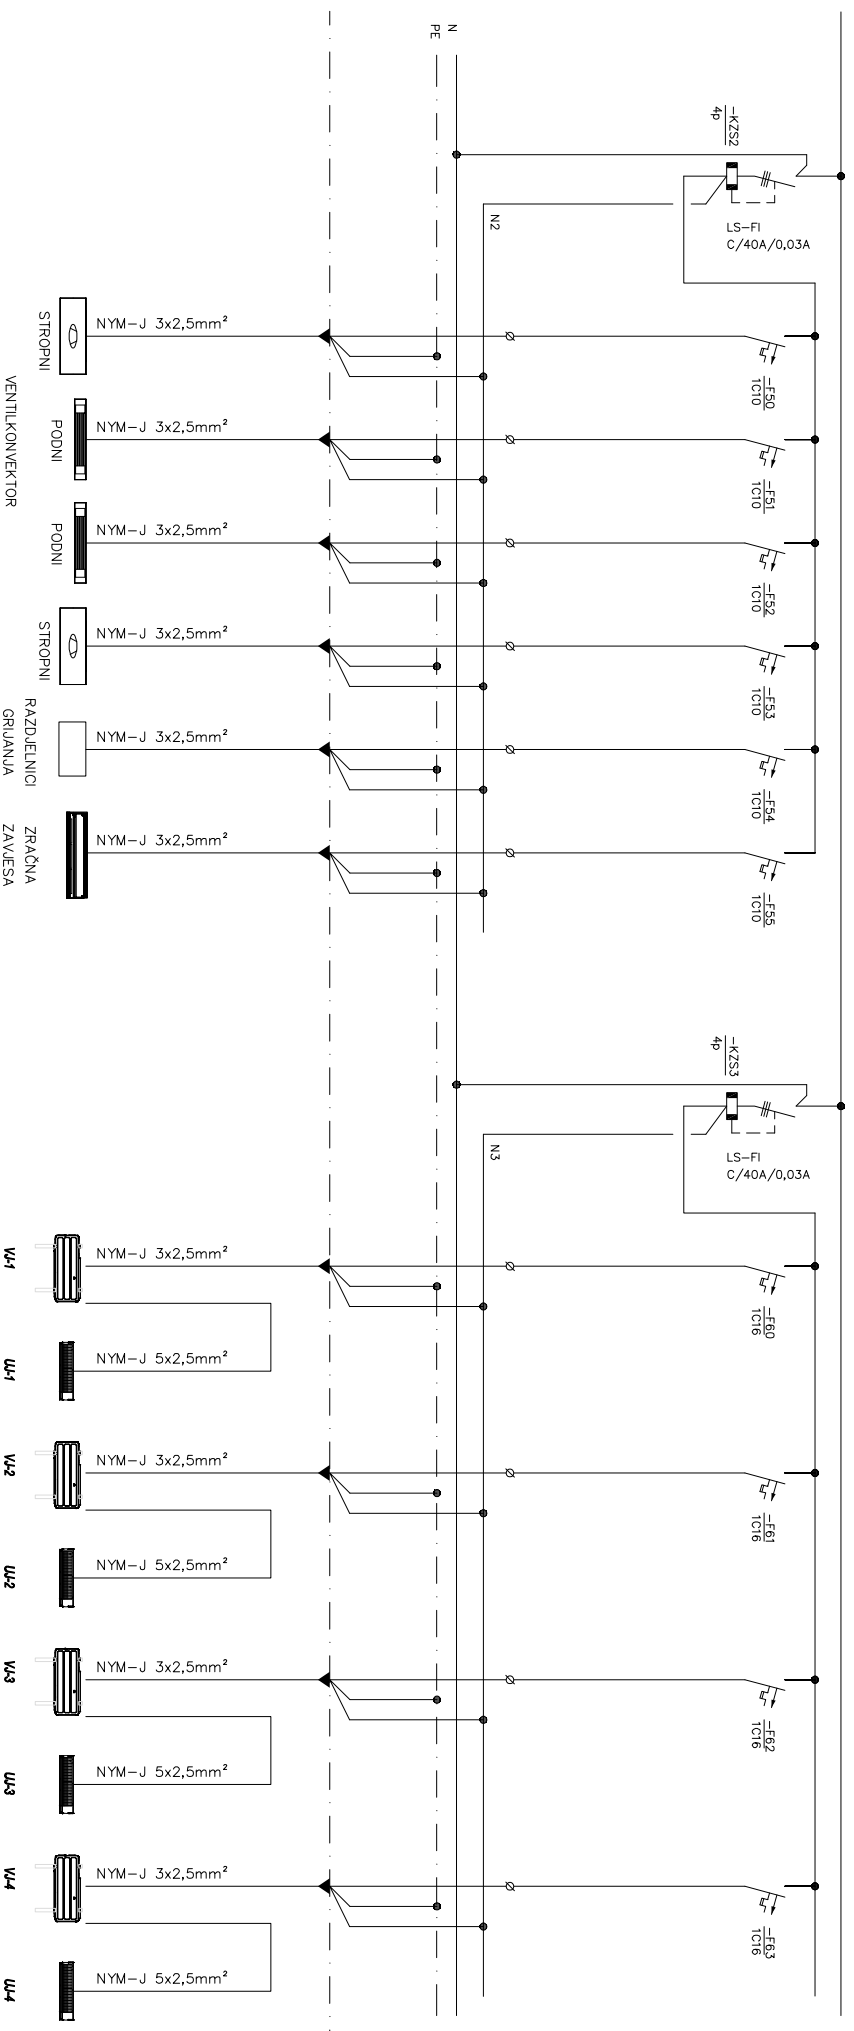 N
PE
-KZS2
4p
LS-FI
C/40A/0,03A
N2
-F50
1C10
NYM-J 3x2,5mm²
STROPNI
-F51
1C10
NYM-J 3x2,5mm²
PODNI
VENTILKONVEKTOR
-F52
1C10
NYM-J 3x2,5mm²
PODNI
-F53
1C10
NYM-J 3x2,5mm²
STROPNI
-F54
1C10
NYM-J 3x2,5mm²
RAZDJELNICI
GRIJANJA
-F55
1C10
NYM-J 3x2,5mm²
ZRAČNA
ZAVJESA
-KZS3
4p
LS-FI
C/40A/0,03A
N3
-F60
1C16
NYM-J 3x2,5mm²
VJ-1
NYM-J 5x2,5mm²
UJ-1
-F61
1C16
NYM-J 3x2,5mm²
VJ-2
NYM-J 5x2,5mm²
UJ-2
-F62
1C16
NYM-J 3x2,5mm²
VJ-3
NYM-J 5x2,5mm²
UJ-3
-F63
1C16
NYM-J 3x2,5mm²
VJ-4
NYM-J 5x2,5mm²
UJ-4